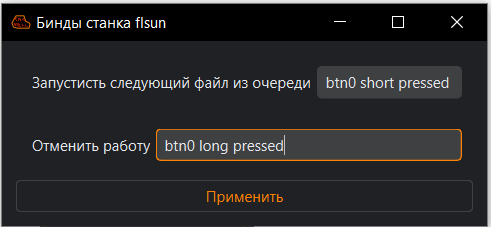 Бинды станка flsun
Запустисть следующий файл из очереди btn0 short pressed
Отменить работу btn0 long pressed
Применить